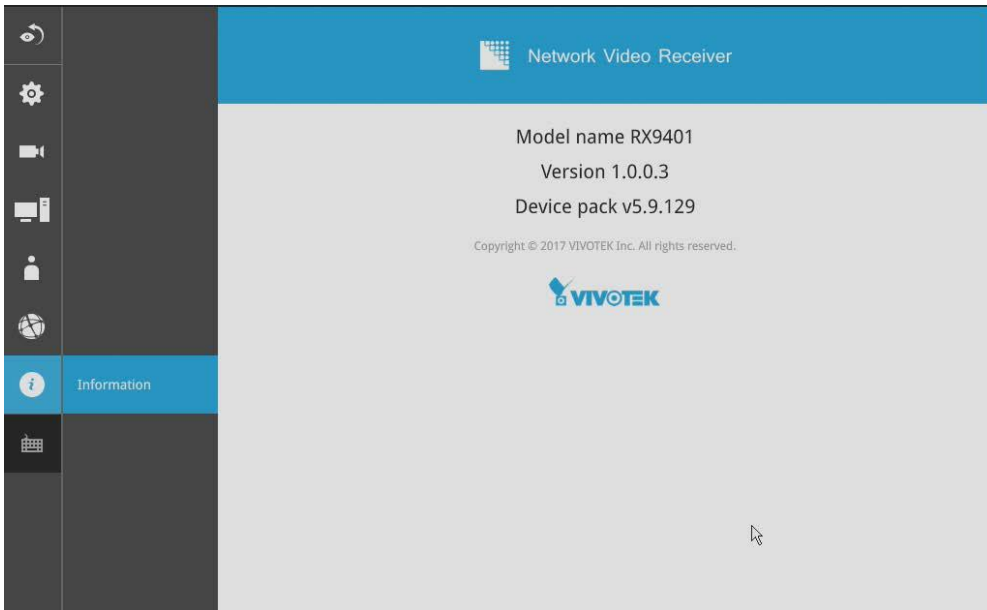 Network Video Receiver
Model name RX9401
Version 1.0.0.3
Device pack v5.9.129
Copyright © 2017 VIVOTEK Inc. All rights reserved.
VIVOTEK
Information